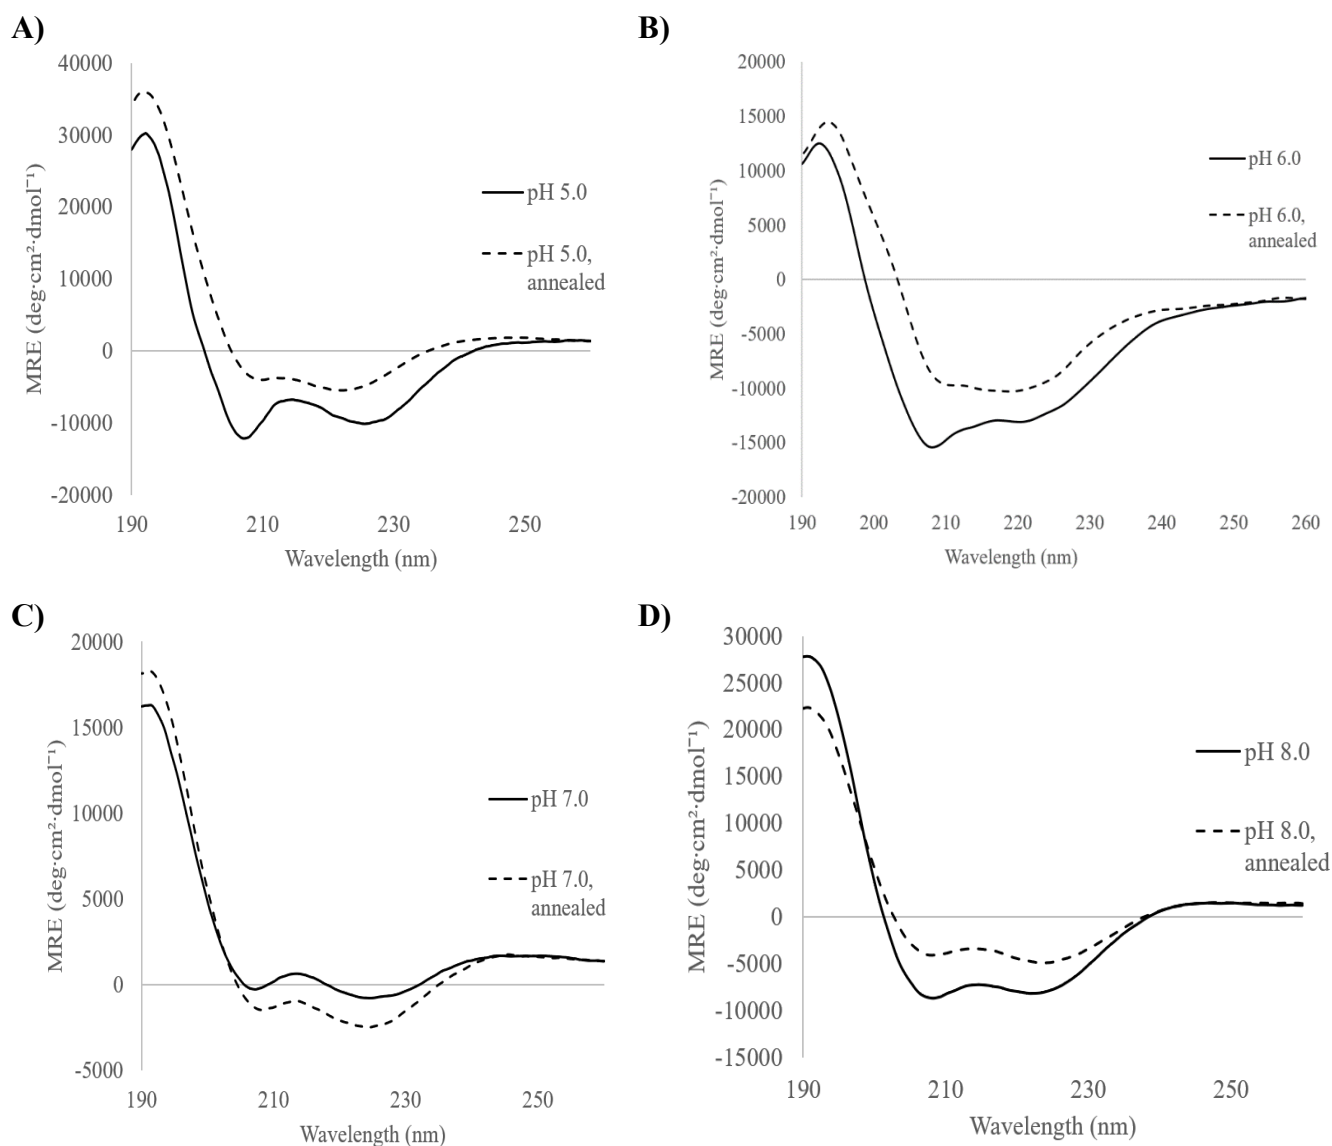 A)
40000
30000
20000
10000
0
-10000
-20000
MRE (deg·cm²·dmol⁻¹)
190
210
230
250
Wavelength (nm)
pH 5.0
pH 5.0,
annealed
B)
20000
15000
10000
5000
0
-5000
-10000
-15000
-20000
MRE (deg·cm²·dmol⁻¹)
190
200
210
220
230
240
250
260
Wavelength (nm)
pH 6.0
pH 6.0,
annealed
C)
20000
15000
10000
5000
0
-5000
MRE (deg·cm²·dmol⁻¹)
190
210
230
250
Wavelength (nm)
pH 7.0
pH 7.0,
annealed
D)
30000
25000
20000
15000
10000
5000
0
-5000
-10000
-15000
MRE (deg·cm²·dmol⁻¹)
190
210
230
250
Wavelength (nm)
pH 8.0
pH 8.0,
annealed